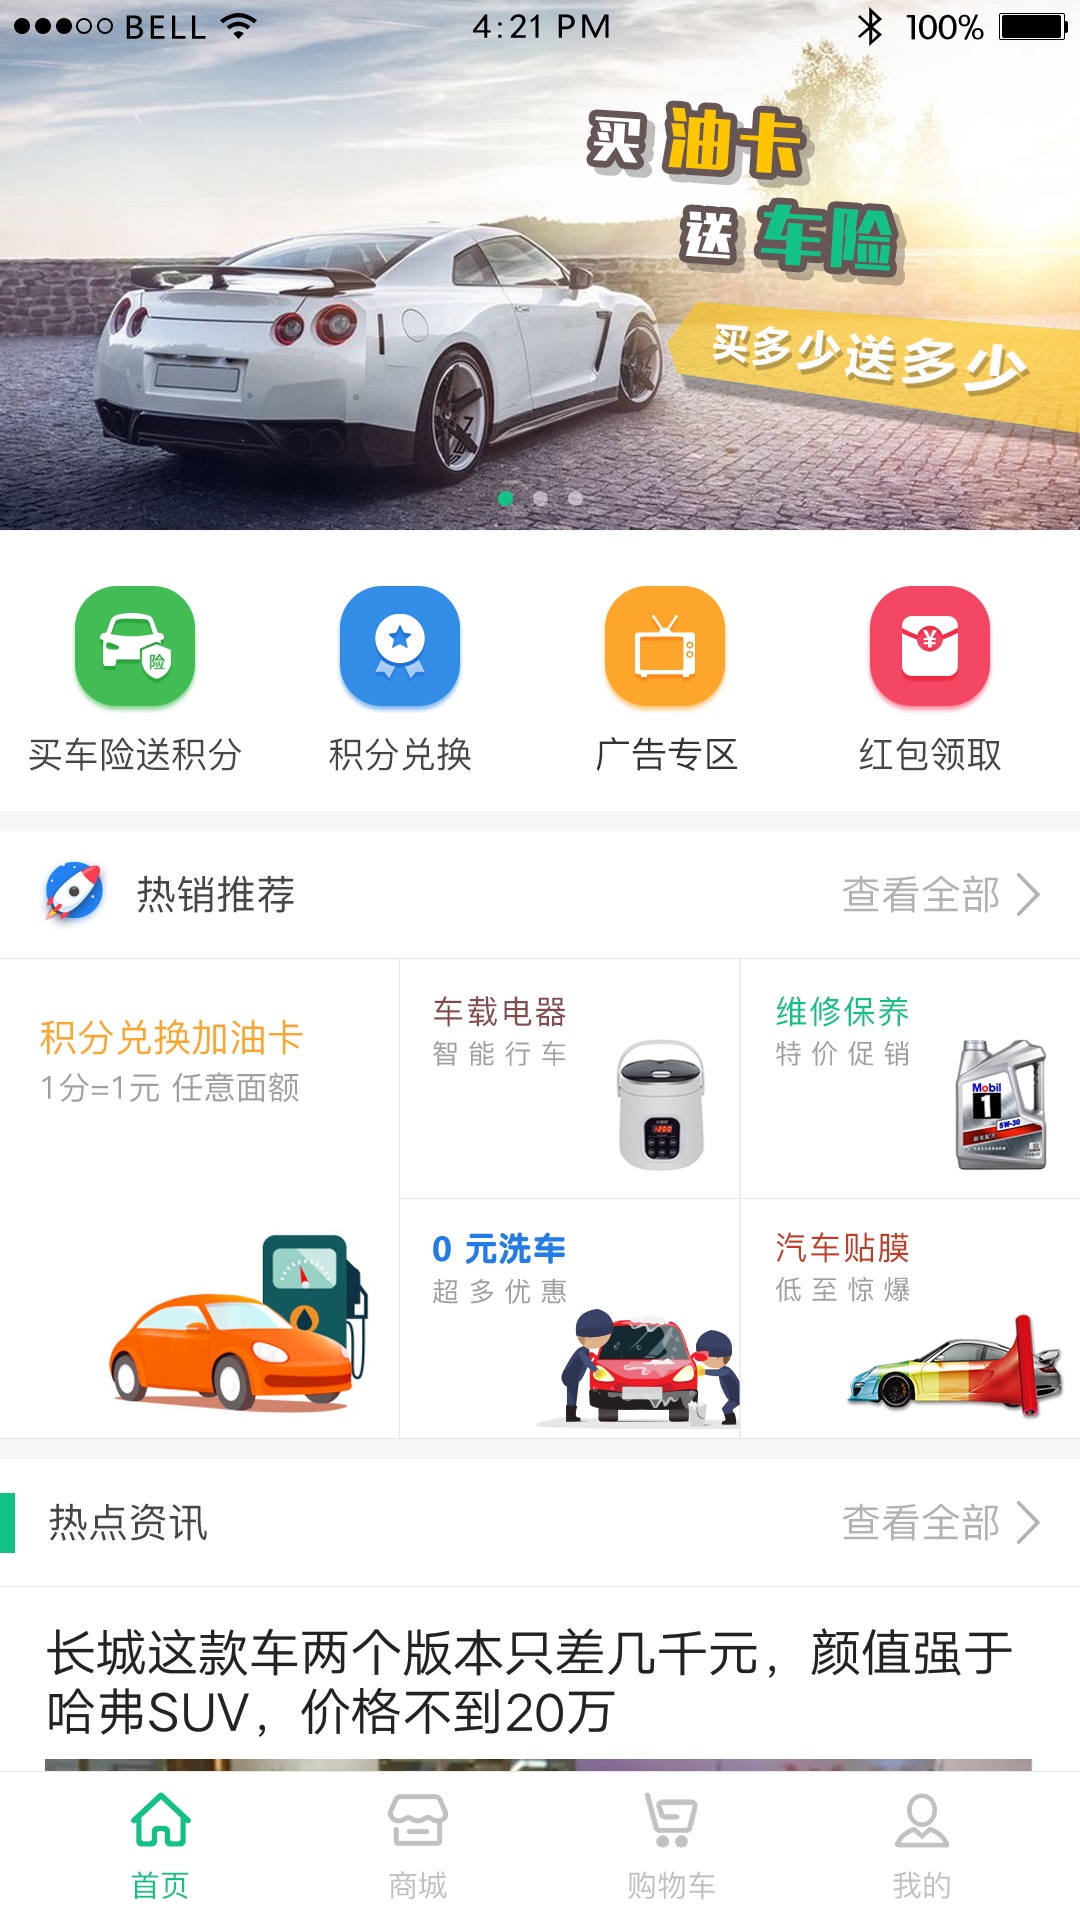 BELL 4:21 PM 100%
买 油卡
送 车险
买多少送多少
险
¥
买车险送积分 积分兑换 广告专区 红包领取
热销推荐 查看全部
积分兑换加油卡
1分=1元 任意面额
车载电器
智能行车
维修保养
特价促销
Mobil
1
5W-30
0 元洗车
超多优惠
汽车贴膜
低至惊爆
热点资讯 查看全部
长城这款车两个版本只差几千元，颜值强于
哈弗SUV，价格不到20万
首页 商城 购物车 我的